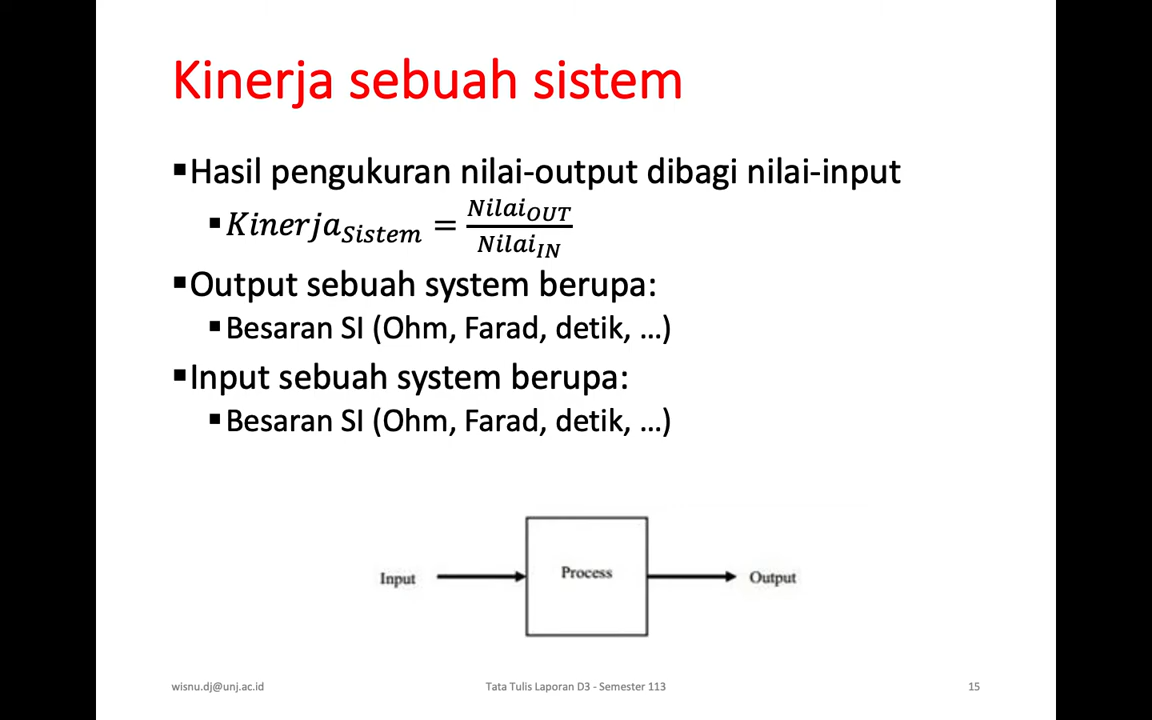 Kinerja sebuah sistem
▪Hasil pengukuran nilai-output dibagi nilai-input
▪Kinerja_Sistem = Nilai_OUT / Nilai_IN
▪Output sebuah system berupa:
▪Besaran SI (Ohm, Farad, detik, …)
▪Input sebuah system berupa:
▪Besaran SI (Ohm, Farad, detik, …)
Input Process Output
wisnu.dj@unj.ac.id Tata Tulis Laporan D3 - Semester 113 15